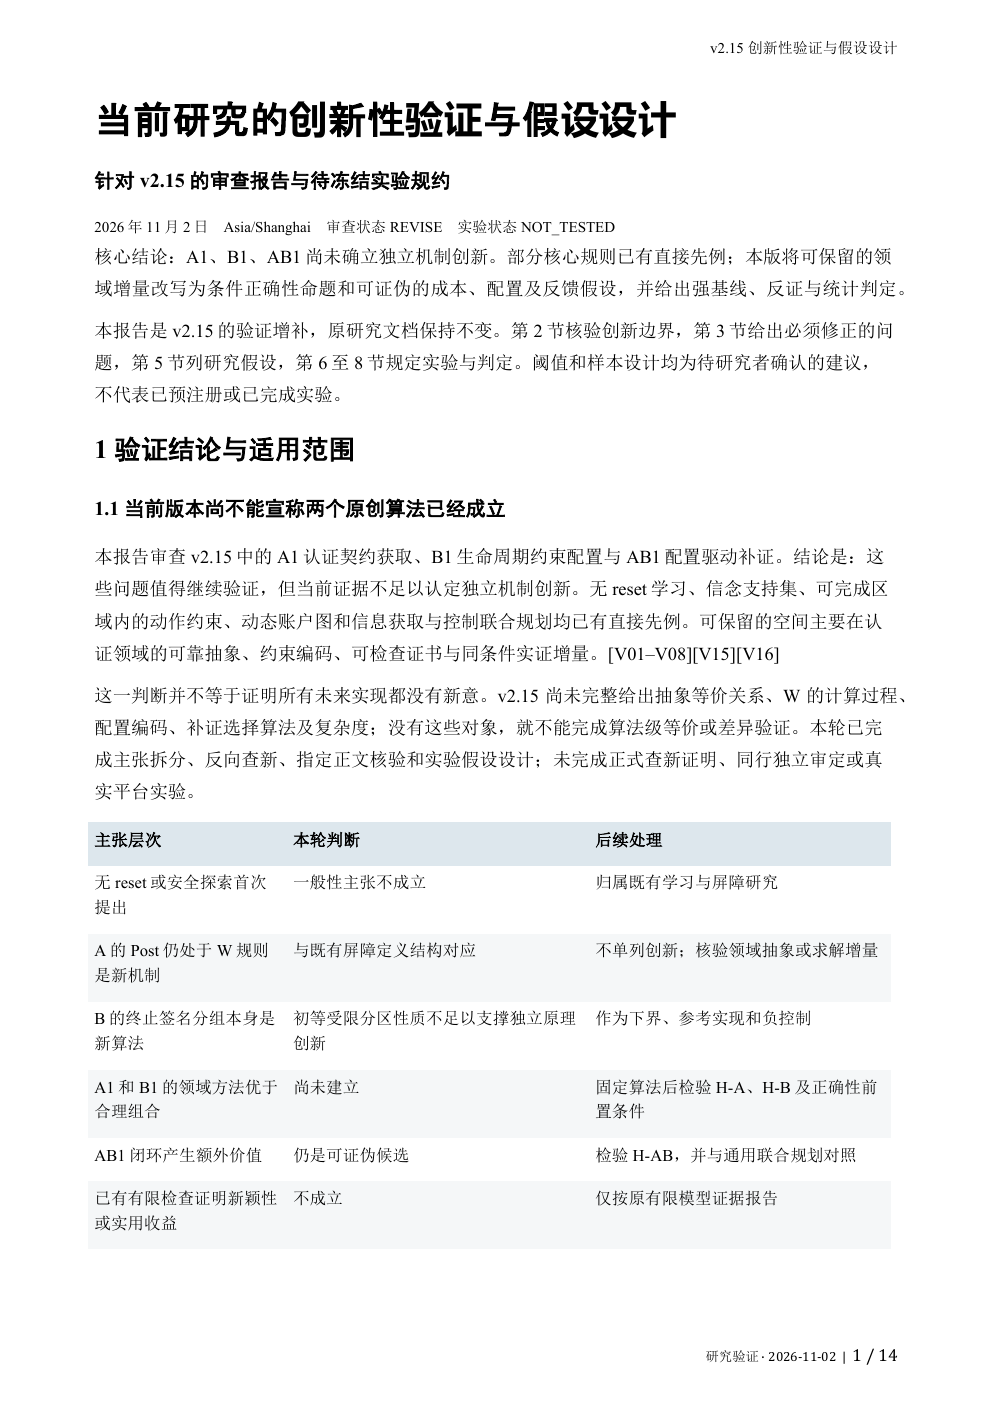 v2.15 创新性验证与假设设计
当前研究的创新性验证与假设设计
针对 v2.15 的审查报告与待冻结实验规约
2026 年 11 月 2 日 Asia/Shanghai 审查状态 REVISE 实验状态 NOT_TESTED
核心结论：A1、B1、AB1 尚未确立独立机制创新。部分核心规则已有直接先例；本版将可保留的领
域增量改写为条件正确性命题和可证伪的成本、配置及反馈假设，并给出强基线、反证与统计判定。
本报告是 v2.15 的验证增补，原研究文档保持不变。第 2 节核验创新边界，第 3 节给出必须修正的问
题，第 5 节列研究假设，第 6 至 8 节规定实验与判定。阈值和样本设计均为待研究者确认的建议，
不代表已预注册或已完成实验。
1 验证结论与适用范围
1.1 当前版本尚不能宣称两个原创算法已经成立
本报告审查 v2.15 中的 A1 认证契约获取、B1 生命周期约束配置与 AB1 配置驱动补证。结论是：这
些问题值得继续验证，但当前证据不足以认定独立机制创新。无 reset 学习、信念支持集、可完成区
域内的动作约束、动态账户图和信息获取与控制联合规划均已有直接先例。可保留的空间主要在认
证领域的可靠抽象、约束编码、可检查证书与同条件实证增量。[V01–V08][V15][V16]
这一判断并不等于证明所有未来实现都没有新意。v2.15 尚未完整给出抽象等价关系、W 的计算过程、
配置编码、补证选择算法及复杂度；没有这些对象，就不能完成算法级等价或差异验证。本轮已完
成主张拆分、反向查新、指定正文核验和实验假设设计；未完成正式查新证明、同行独立审定或真
实平台实验。
主张层次 本轮判断 后续处理
无 reset 或安全探索首次 一般性主张不成立 归属既有学习与屏障研究
提出
A 的 Post 仍处于 W 规则 与既有屏障定义结构对应 不单列创新；核验领域抽象或求解增量
是新机制
B 的终止签名分组本身是 初等受限分区性质不足以支撑独立原理 作为下界、参考实现和负控制
新算法 创新
A1 和 B1 的领域方法优于 尚未建立 固定算法后检验 H-A、H-B 及正确性前
合理组合 置条件
AB1 闭环产生额外价值 仍是可证伪候选 检验 H-AB，并与通用联合规划对照
已有有限检查证明新颖性 不成立 仅按原有限模型证据报告
或实用收益
研究验证 · 2026-11-02 | 1 / 14